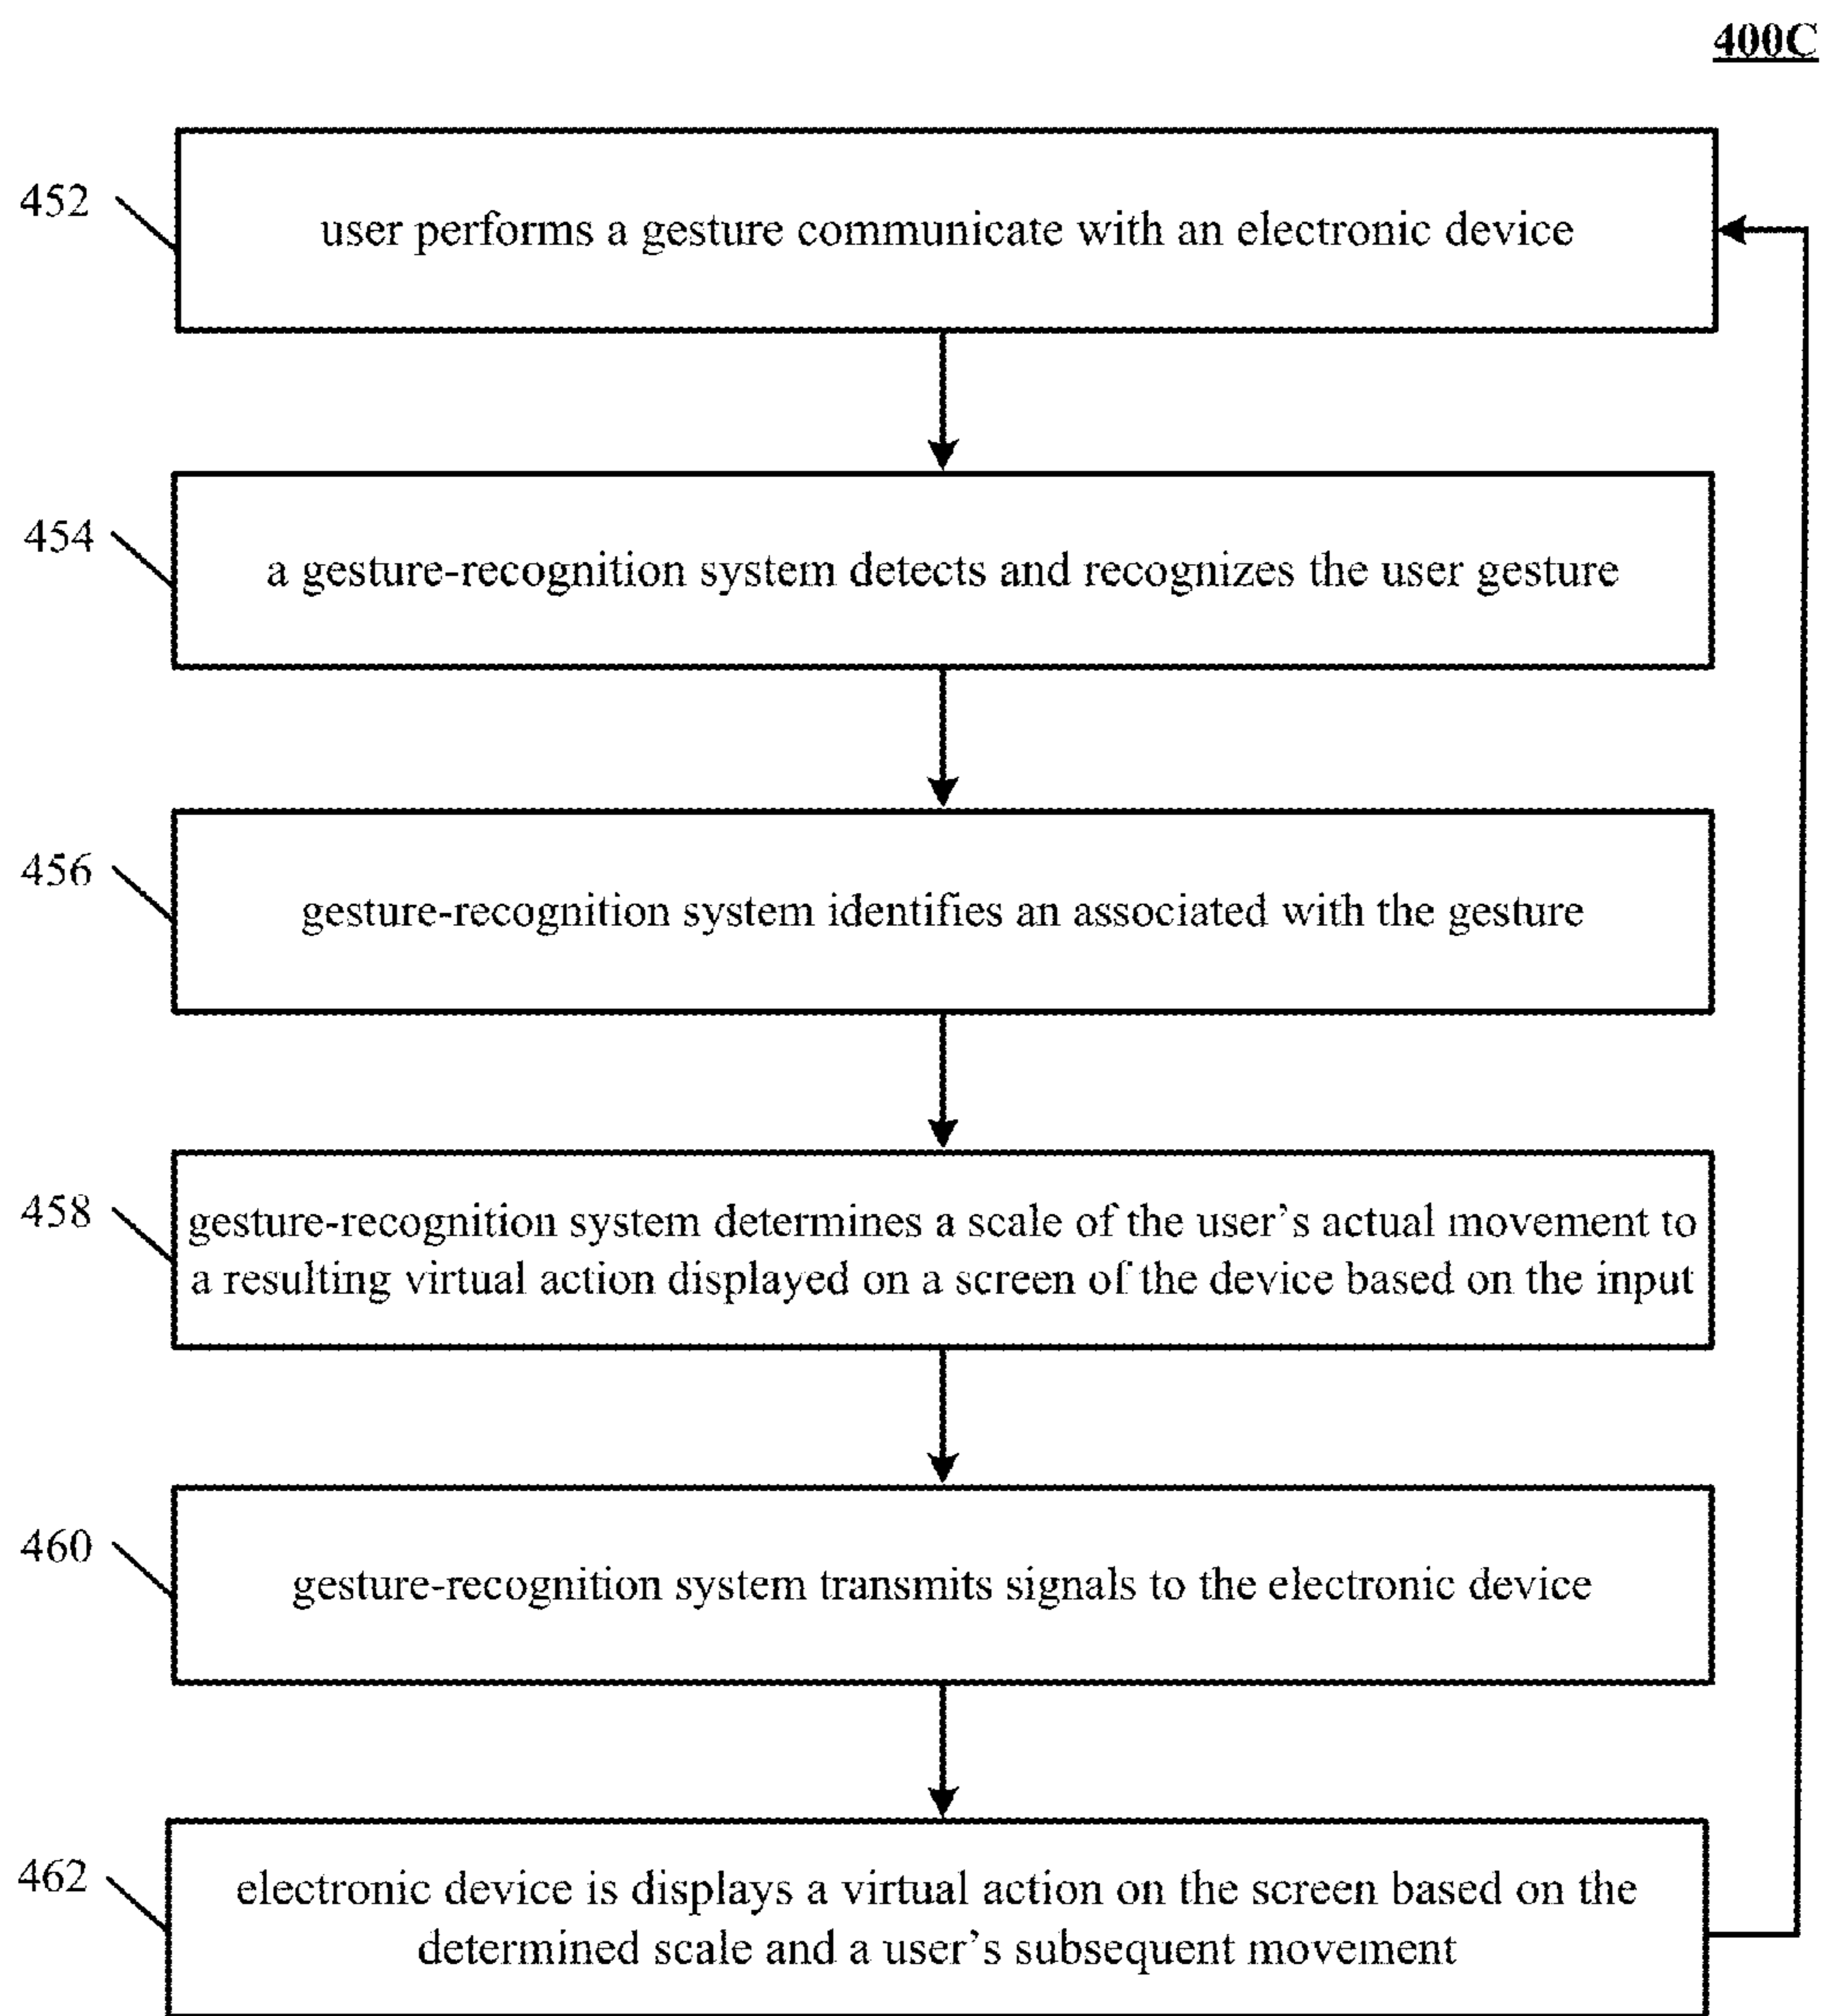 400C
452
user performs a gesture communicate with an electronic device
454
a gesture-recognition system detects and recognizes the user gesture
456
gesture-recognition system identifies an associated with the gesture
458
gesture-recognition system determines a scale of the user's actual movement to
a resulting virtual action displayed on a screen of the device based on the input
460
gesture-recognition system transmits signals to the electronic device
462
electronic device is displays a virtual action on the screen based on the
determined scale and a user's subsequent movement